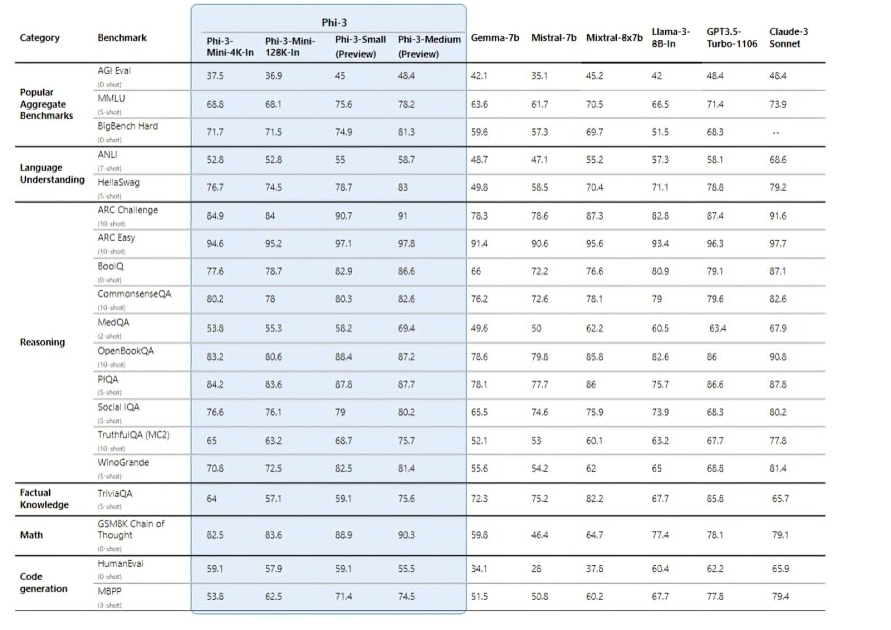 Phi-3
Category Benchmark Phi-3-Mini-4K-In Phi-3-Mini-128K-In Phi-3-Small (Preview) Phi-3-Medium (Preview) Gemma-7b Mistral-7b Mixtral-8x7b Llama-3-8B-In GPT3.5-Turbo-1106 Claude-3 Sonnet
Popular Aggregate Benchmarks
AGI Eval (0-shot) 37.5 36.9 45 48.4 42.1 35.1 45.2 42 48.4 48.4
MMLU (5-shot) 68.8 68.1 75.6 78.2 63.6 61.7 70.5 66.5 71.4 73.9
BigBench Hard (0-shot) 71.7 71.5 74.9 81.3 59.6 57.3 69.7 51.5 68.3 --
Language Understanding
ANLI (7-shot) 52.8 52.8 55 58.7 48.7 47.1 55.2 57.3 58.1 68.6
HellaSwag (5-shot) 76.7 74.5 78.7 83 49.8 58.5 70.4 71.1 78.8 79.2
Reasoning
ARC Challenge (10-shot) 84.9 84 90.7 91 78.3 78.6 87.3 82.8 87.4 91.6
ARC Easy (10-shot) 94.6 95.2 97.1 97.8 91.4 90.6 95.6 93.4 96.3 97.7
BoolQ (0-shot) 77.6 78.7 82.9 86.6 66 72.2 76.6 80.9 79.1 87.1
CommonsenseQA (10-shot) 80.2 78 80.3 82.6 76.2 72.6 78.1 79 79.6 82.6
MedQA (2-shot) 53.8 55.3 58.2 69.4 49.6 50 62.2 60.5 63.4 67.9
OpenBookQA (10-shot) 83.2 80.6 88.4 87.2 78.6 79.8 85.8 82.6 86 90.8
PIQA (5-shot) 84.2 83.6 87.8 87.7 78.1 77.7 86 75.7 86.6 87.8
Social IQA (5-shot) 76.6 76.1 79 80.2 65.5 74.6 75.9 73.9 68.3 80.2
TruthfulQA (MC2) (10-shot) 65 63.2 68.7 75.7 52.1 53 60.1 63.2 67.7 77.8
WinoGrande (5-shot) 70.8 72.5 82.5 81.4 55.6 54.2 62 65 68.8 81.4
Factual Knowledge
TriviaQA (5-shot) 64 57.1 59.1 75.6 72.3 75.2 82.2 67.7 85.8 65.7
Math
GSM8K Chain of Thought (0-shot) 82.5 83.6 88.9 90.3 59.8 46.4 64.7 77.4 78.1 79.1
Code generation
HumanEval (0-shot) 59.1 57.9 59.1 55.5 34.1 28 37.8 60.4 62.2 65.9
MBPP (3-shot) 53.8 62.5 71.4 74.5 51.5 50.8 60.2 67.7 77.8 79.4